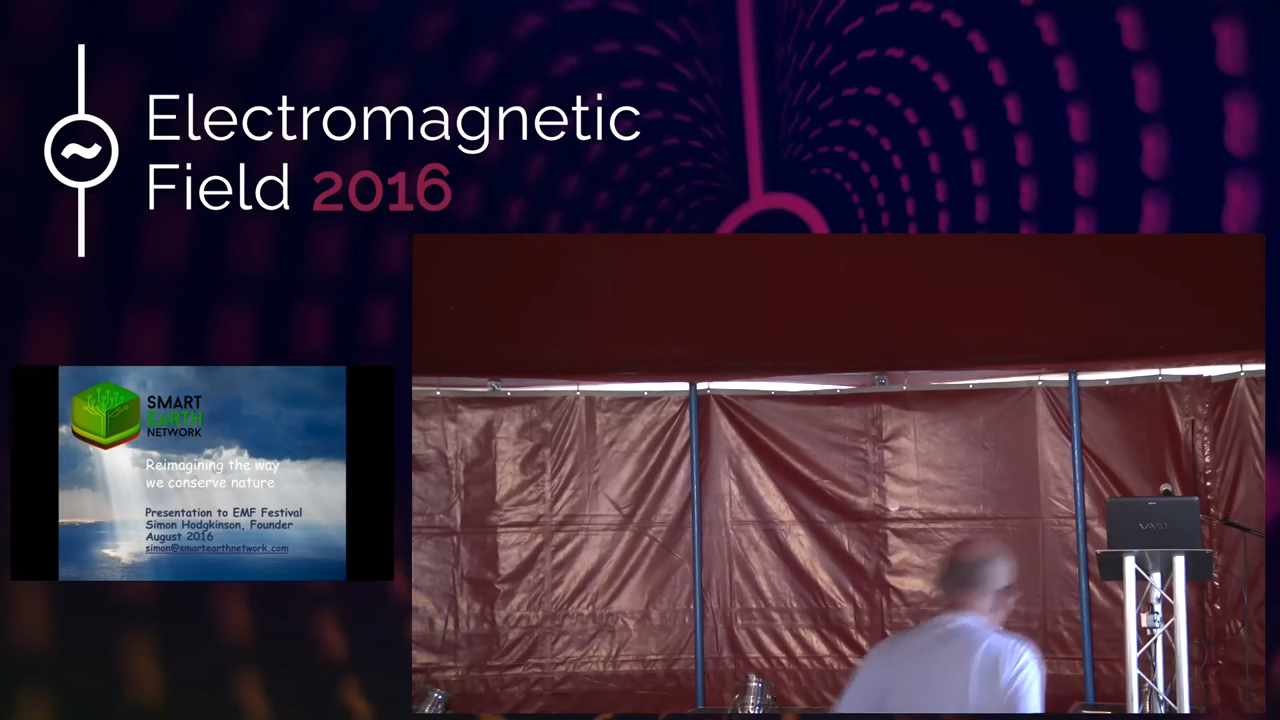 Electromagnetic
Field 2016
SMART
EARTH
NETWORK
Reimagining the way
we conserve nature
Presentation to EMF Festival
Simon Hodgkinson, Founder
August 2016
simon@smartearthnetwork.com
VAIO